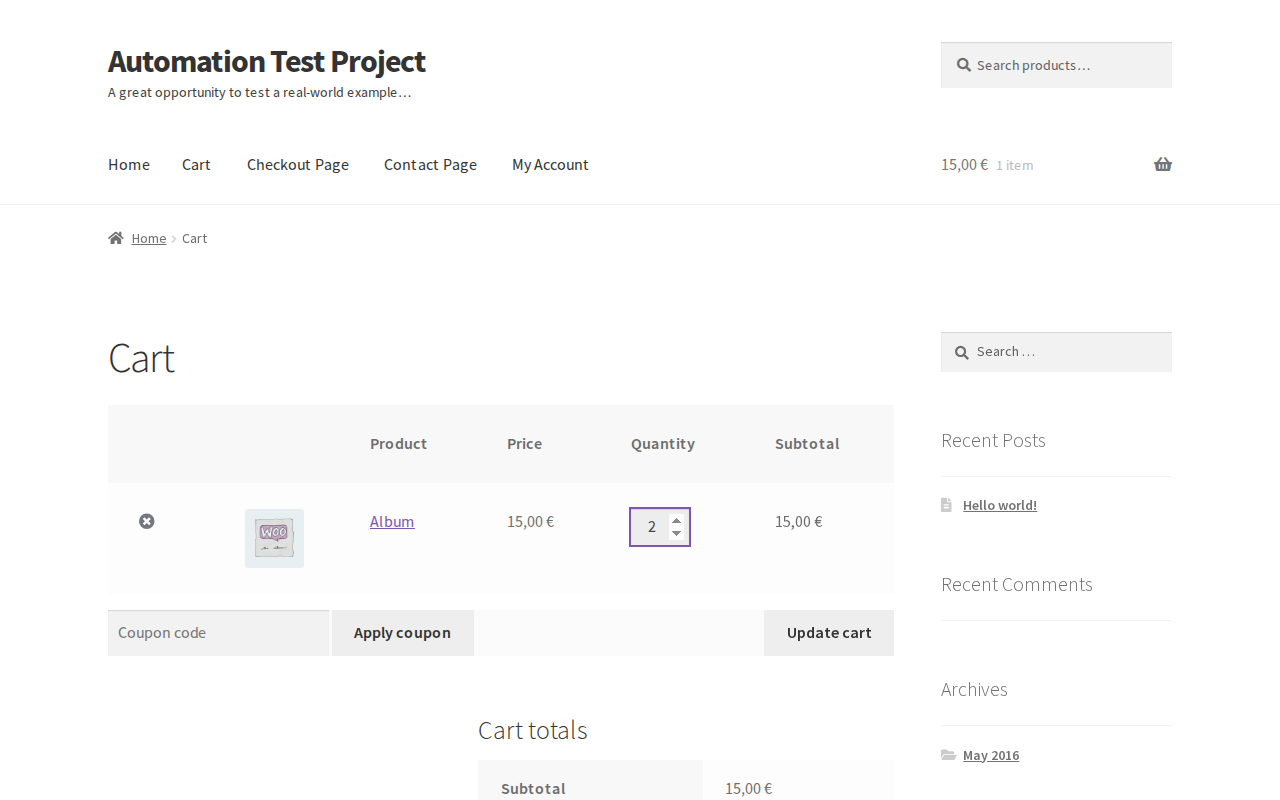 Automation Test Project
A great opportunity to test a real-world example…
Search products…
Home Cart Checkout Page Contact Page My Account
15,00 € 1 item
Home Cart
Cart
Product Price Quantity Subtotal
WOO
Album 15,00 € 2 15,00 €
Coupon code Apply coupon Update cart
Cart totals
Subtotal 15,00 €
Search …
Recent Posts
Hello world!
Recent Comments
Archives
May 2016